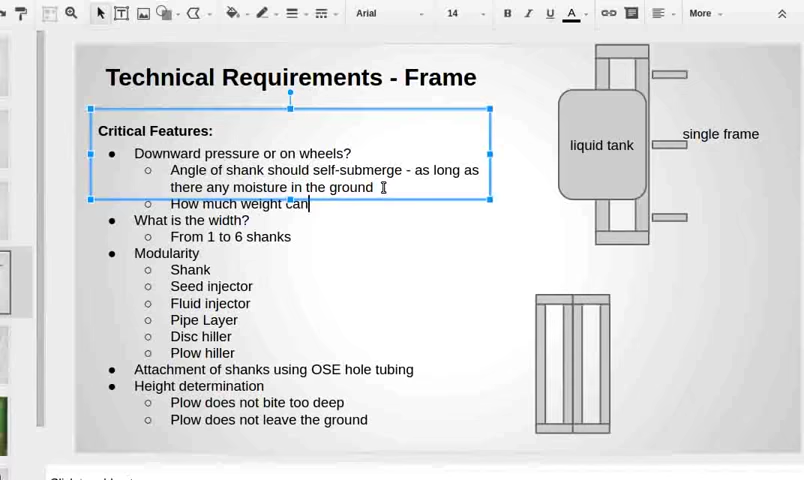 Arial 14 B I U A More
Technical Requirements - Frame
Critical Features:
● Downward pressure or on wheels?
○ Angle of shank should self-submerge - as long as
there any moisture in the ground
○ How much weight can
● What is the width?
○ From 1 to 6 shanks
● Modularity
○ Shank
○ Seed injector
○ Fluid injector
○ Pipe Layer
○ Disc hiller
○ Plow hiller
● Attachment of shanks using OSE hole tubing
● Height determination
○ Plow does not bite too deep
○ Plow does not leave the ground
liquid tank
single frame